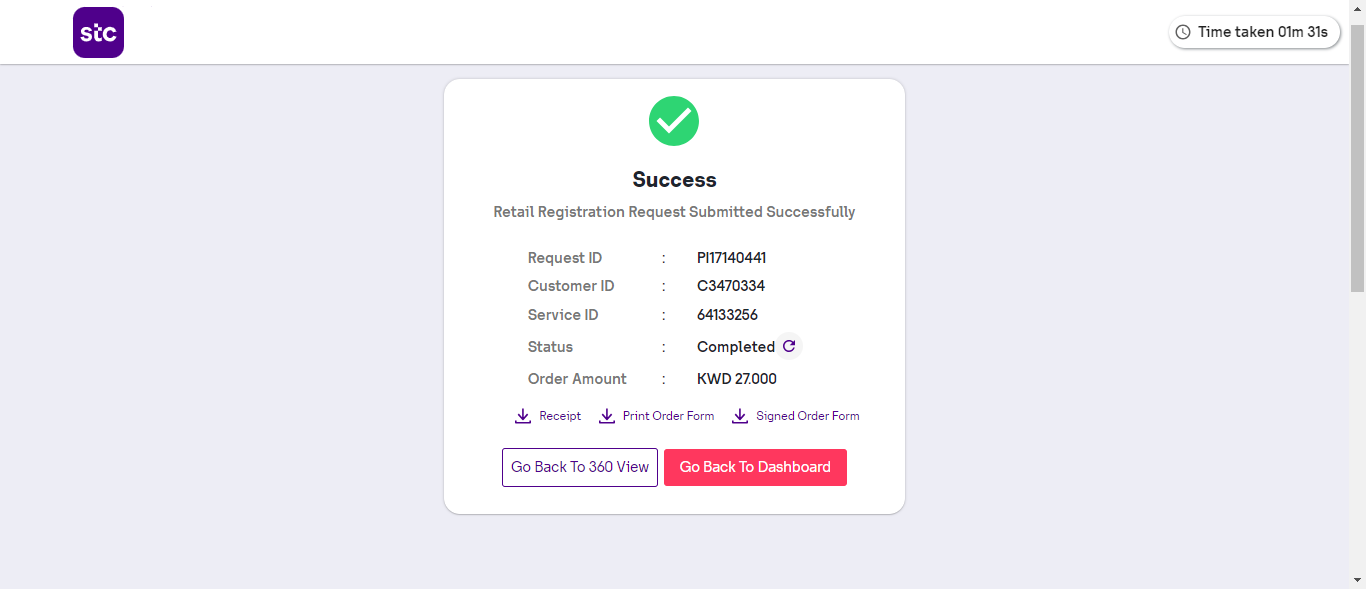 stc
Time taken 01m 31s
Success
Retail Registration Request Submitted Successfully
Request ID : PI17140441
Customer ID : C3470334
Service ID : 64133256
Status : Completed
Order Amount : KWD 27.000
Receipt Print Order Form Signed Order Form
Go Back To 360 View Go Back To Dashboard